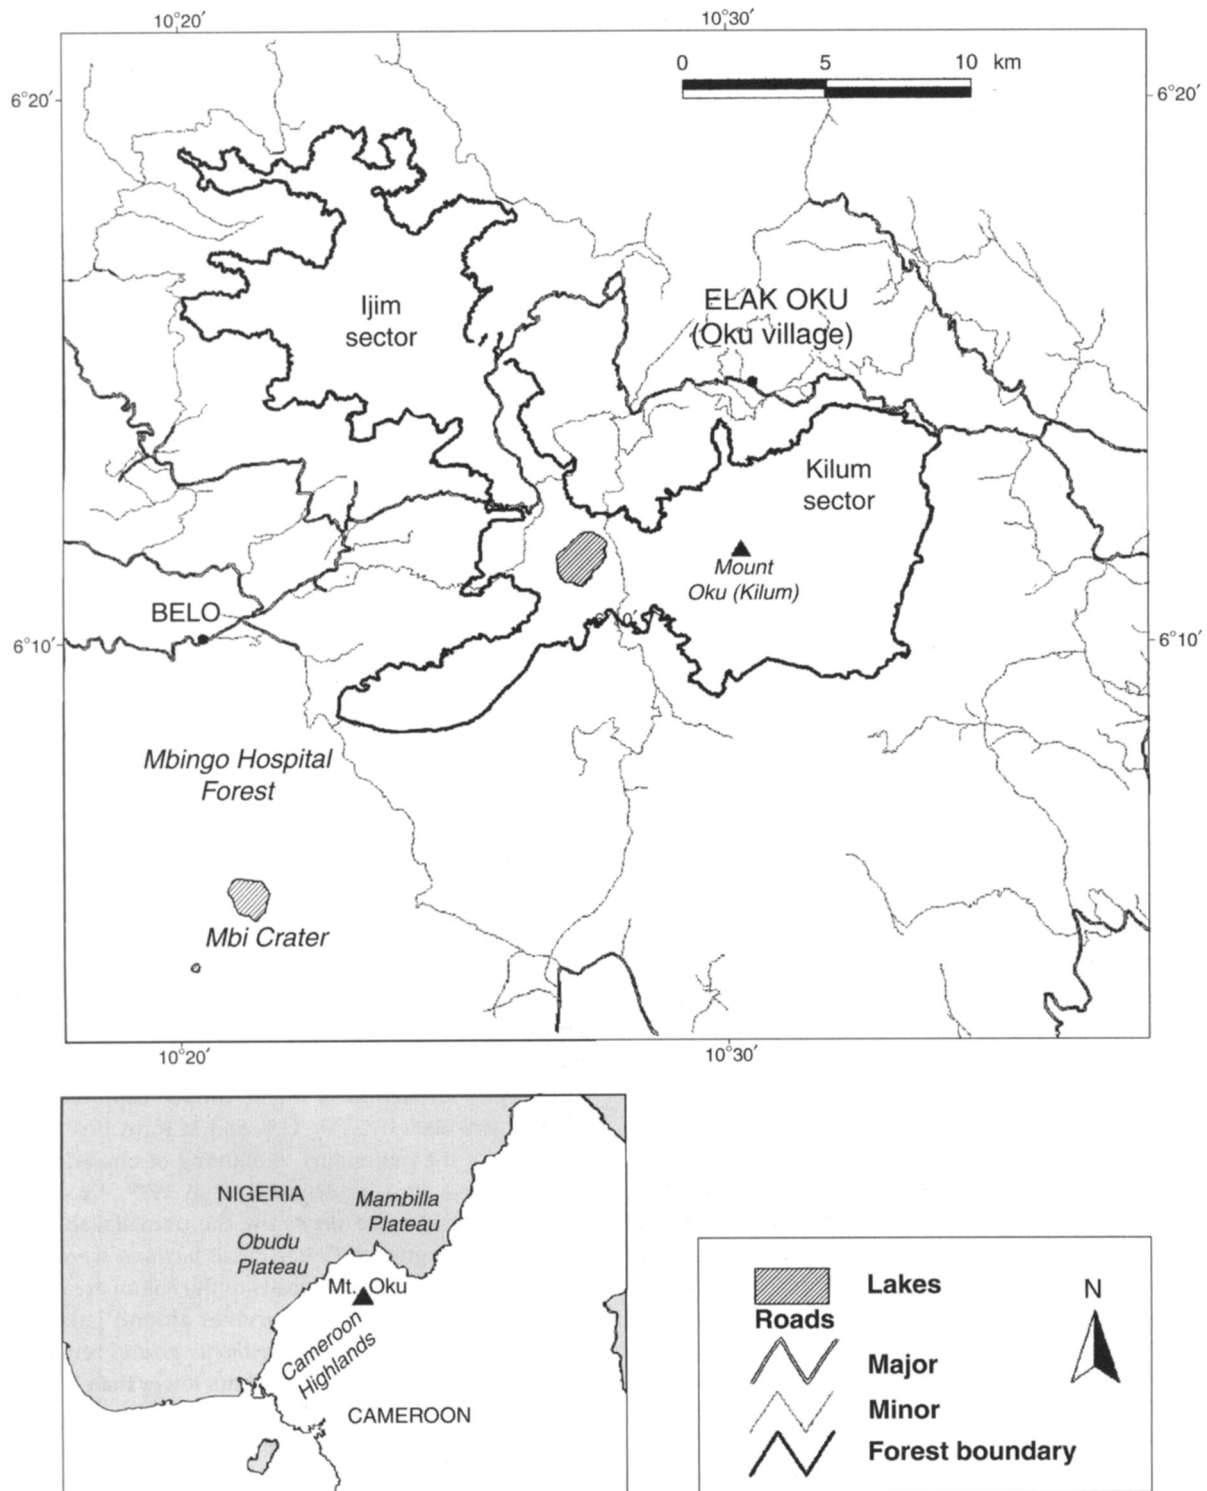 10°20′
10°30′
0 5 10 km
6°20′
6°20′
Ijim
sector
ELAK OKU
(Oku village)
Kilum
sector
Mount
Oku (Kilum)
BELO
6°10′
6°10′
Mbingo Hospital
Forest
Mbi Crater
10°20′
10°30′
NIGERIA
Mambilla
Plateau
Obudu
Plateau
Mt. Oku
Cameroon
Highlands
CAMEROON
Lakes
Roads
Major
Minor
Forest boundary
N